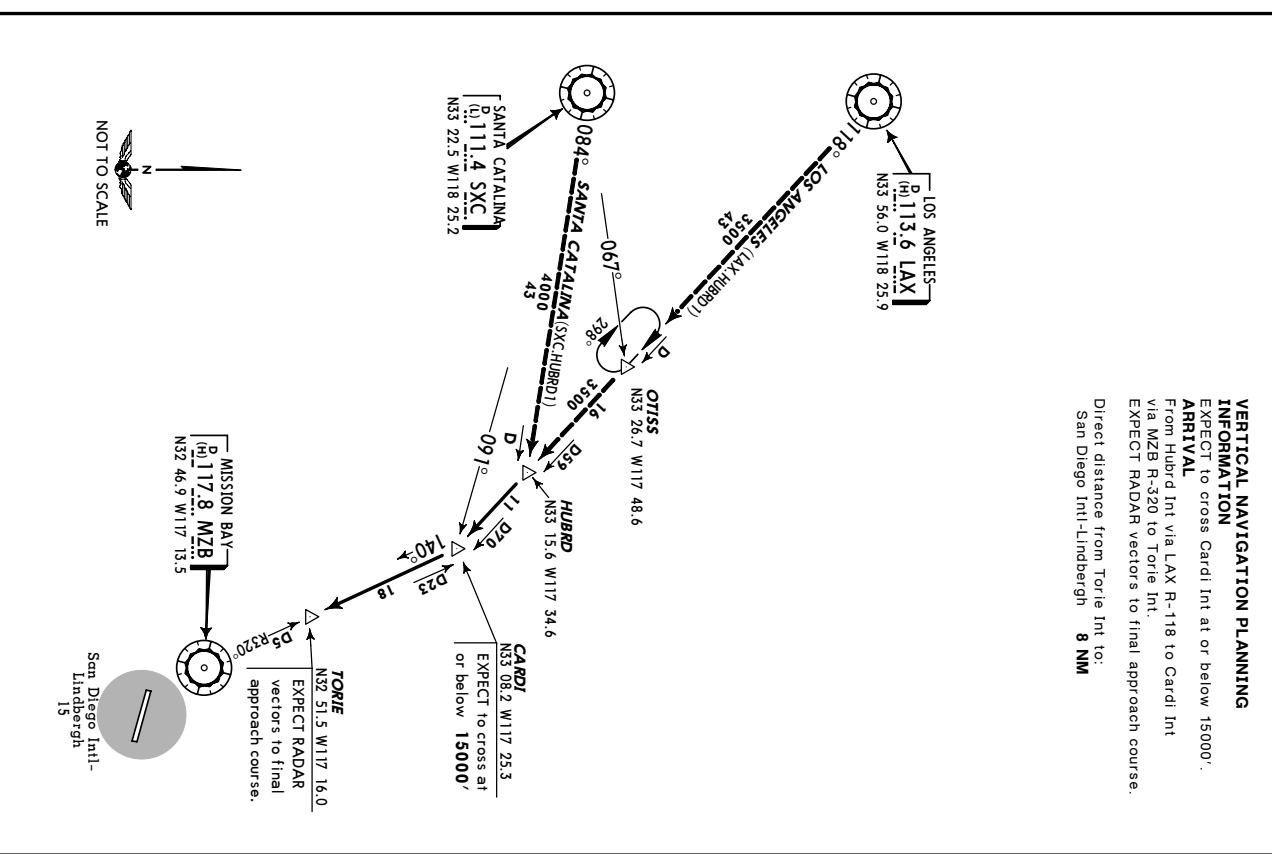 VERTICAL NAVIGATION PLANNING
INFORMATION
EXPECT to cross Cardi Int at or below 15000'.
ARRIVAL
From Hubrd Int via LAX R-118 to Cardi Int
via MZB R-320 to Torie Int.
EXPECT RADAR vectors to final approach course.
Direct distance from Torie Int to:
San Diego Intl-Lindbergh 8 NM
LOS ANGELES
D
(H) 113.6 LAX
N33 56.0 W118 25.9
118°
LOS ANGELES (LAX.HUBRD1)
3500
43
SANTA CATALINA
D
(L) 111.4 SXC
N33 22.5 W118 25.2
084°
SANTA CATALINA (SXC.HUBRD1)
4000
43
067°
298°
D
OTISS
N33 26.7 W117 48.6
16
3500
D59
D
HUBRD
N33 15.6 W117 34.6
091°
11
D70
CARDI
N33 08.2 W117 25.3
EXPECT to cross at
or below 15000'
140°
D23
18
TORIE
N32 51.5 W117 16.0
EXPECT RADAR
vectors to final
approach course.
D5 R320°
MISSION BAY
D
(H) 117.8 MZB
N32 46.9 W117 13.5
San Diego Intl-
Lindbergh
15
N
NOT TO SCALE